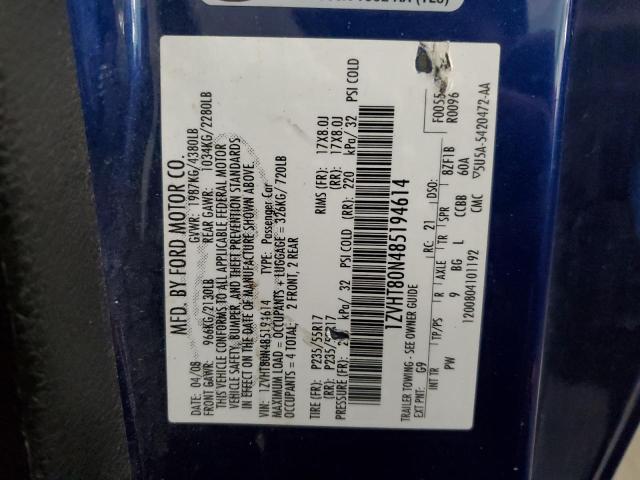 MFD. BY FORD MOTOR CO.
DATE: 04/08 GVWR: 1987KG/4380LB
FRONT GAWR: 966KG/2130LB REAR GAWR: 1034KG/2280LB
THIS VEHICLE CONFORMS TO ALL APPLICABLE FEDERAL MOTOR
VEHICLE SAFETY, BUMPER, AND THEFT PREVENTION STANDARDS
IN EFFECT ON THE DATE OF MANUFACTURE SHOWN ABOVE.
VIN: 1ZVHT80N485194614 TYPE: Passenger Car
MAXIMUM LOAD = OCCUPANTS + LUGGAGE = 326KG/ 720LB
OCCUPANTS = 4 TOTAL, 2 FRONT, 2 REAR
TIRE (FR): P235/55R17 RIMS (FR): 17X8.0J
(RR): P235/ 17 (RR): 17X8.0J
PRESSURE (FR): kPa/ 32 PSI COLD (RR): 220 kPa/ 32 PSI COLD
1ZVHT80N485194614
TRAILER TOWING - SEE OWNER GUIDE F0055
EXT PNT: G9 RC: 21 DSO: R0096
INT TR TP/PS R AXLE TR SPR 8ZF1B
PW 9 BG L CCBB 60A
1200804101192 CMC 5U5A-5420472-AA